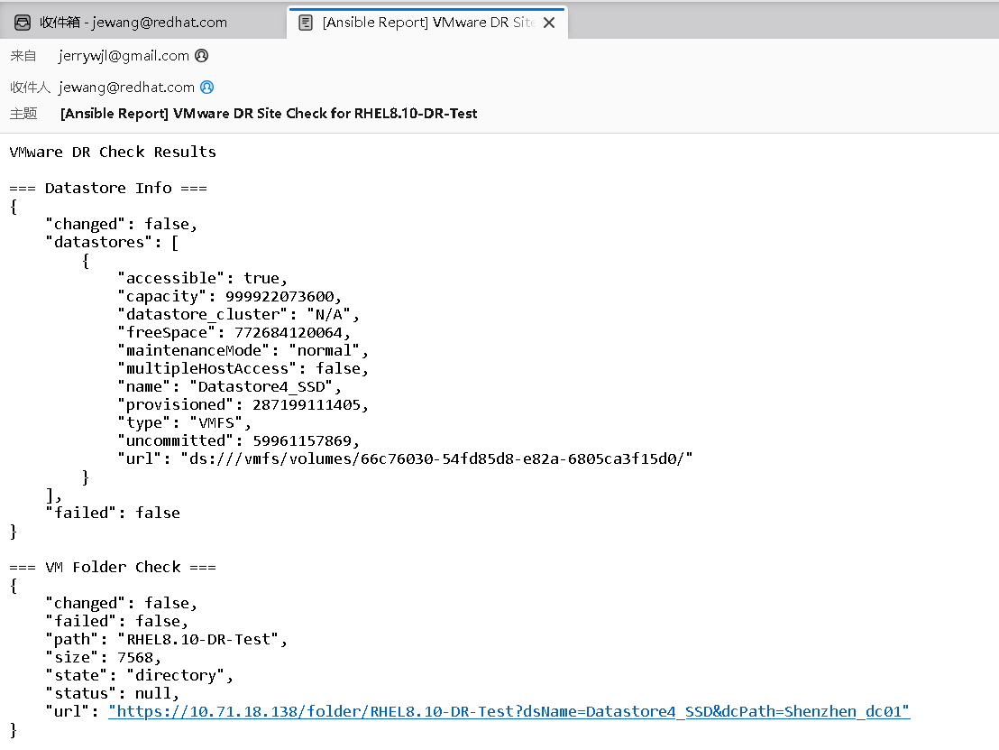 收件箱 - jewang@redhat.com
[Ansible Report] VMware DR Site
来自 jerrywjl@gmail.com
收件人 jewang@redhat.com
主题 [Ansible Report] VMware DR Site Check for RHEL8.10-DR-Test
VMware DR Check Results
=== Datastore Info ===
{
    "changed": false,
    "datastores": [
        {
            "accessible": true,
            "capacity": 999922073600,
            "datastore_cluster": "N/A",
            "freeSpace": 772684120064,
            "maintenanceMode": "normal",
            "multipleHostAccess": false,
            "name": "Datastore4_SSD",
            "provisioned": 287199111405,
            "type": "VMFS",
            "uncommitted": 59961157869,
            "url": "ds:///vmfs/volumes/66c76030-54fd85d8-e82a-6805ca3f15d0/"
        }
    ],
    "failed": false
}
=== VM Folder Check ===
{
    "changed": false,
    "failed": false,
    "path": "RHEL8.10-DR-Test",
    "size": 7568,
    "state": "directory",
    "status": null,
    "url": "https://10.71.18.138/folder/RHEL8.10-DR-Test?dsName=Datastore4_SSD&dcPath=Shenzhen_dc01"
}